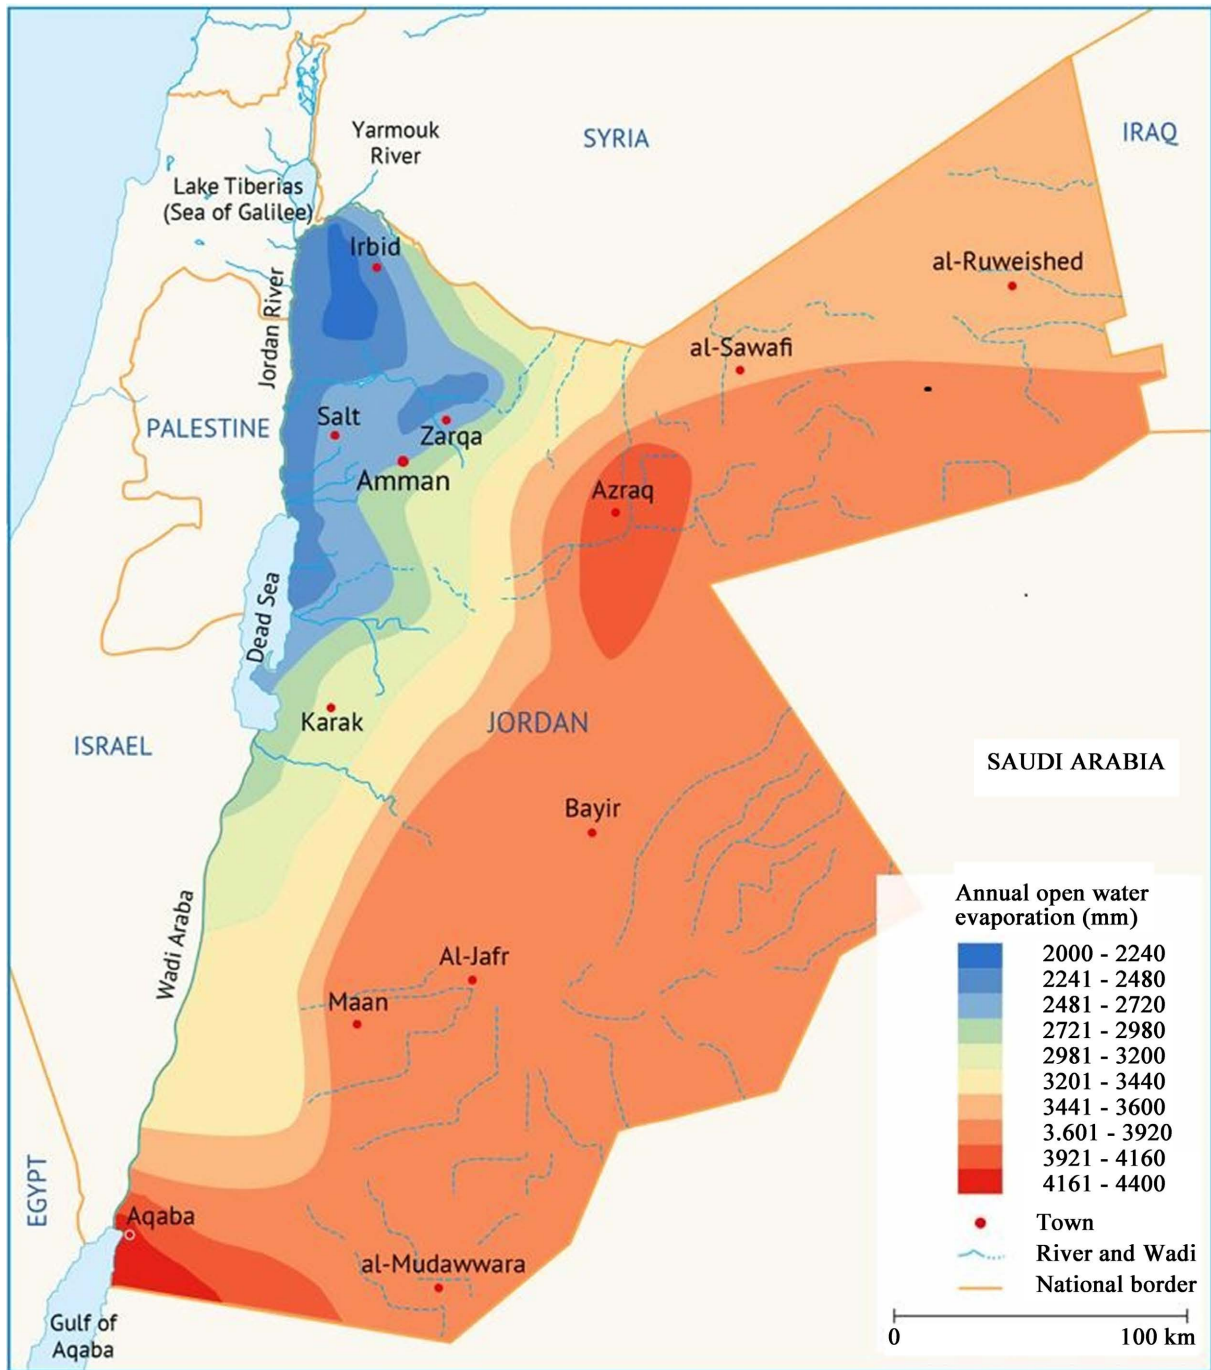 Yarmouk
River
SYRIA
IRAQ
Lake Tiberias
(Sea of Galilee)
Irbid
al-Ruweished
Jordan River
al-Sawafi
PALESTINE
Salt
Zarqa
Amman
Azraq
Dead Sea
Karak
JORDAN
ISRAEL
SAUDI ARABIA
Bayir
Wadi Araba
Al-Jafr
Maan
EGYPT
Aqaba
al-Mudawwara
Gulf of
Aqaba
Annual open water
evaporation (mm)
2000 - 2240
2241 - 2480
2481 - 2720
2721 - 2980
2981 - 3200
3201 - 3440
3441 - 3600
3.601 - 3920
3921 - 4160
4161 - 4400
Town
River and Wadi
National border
0 100 km